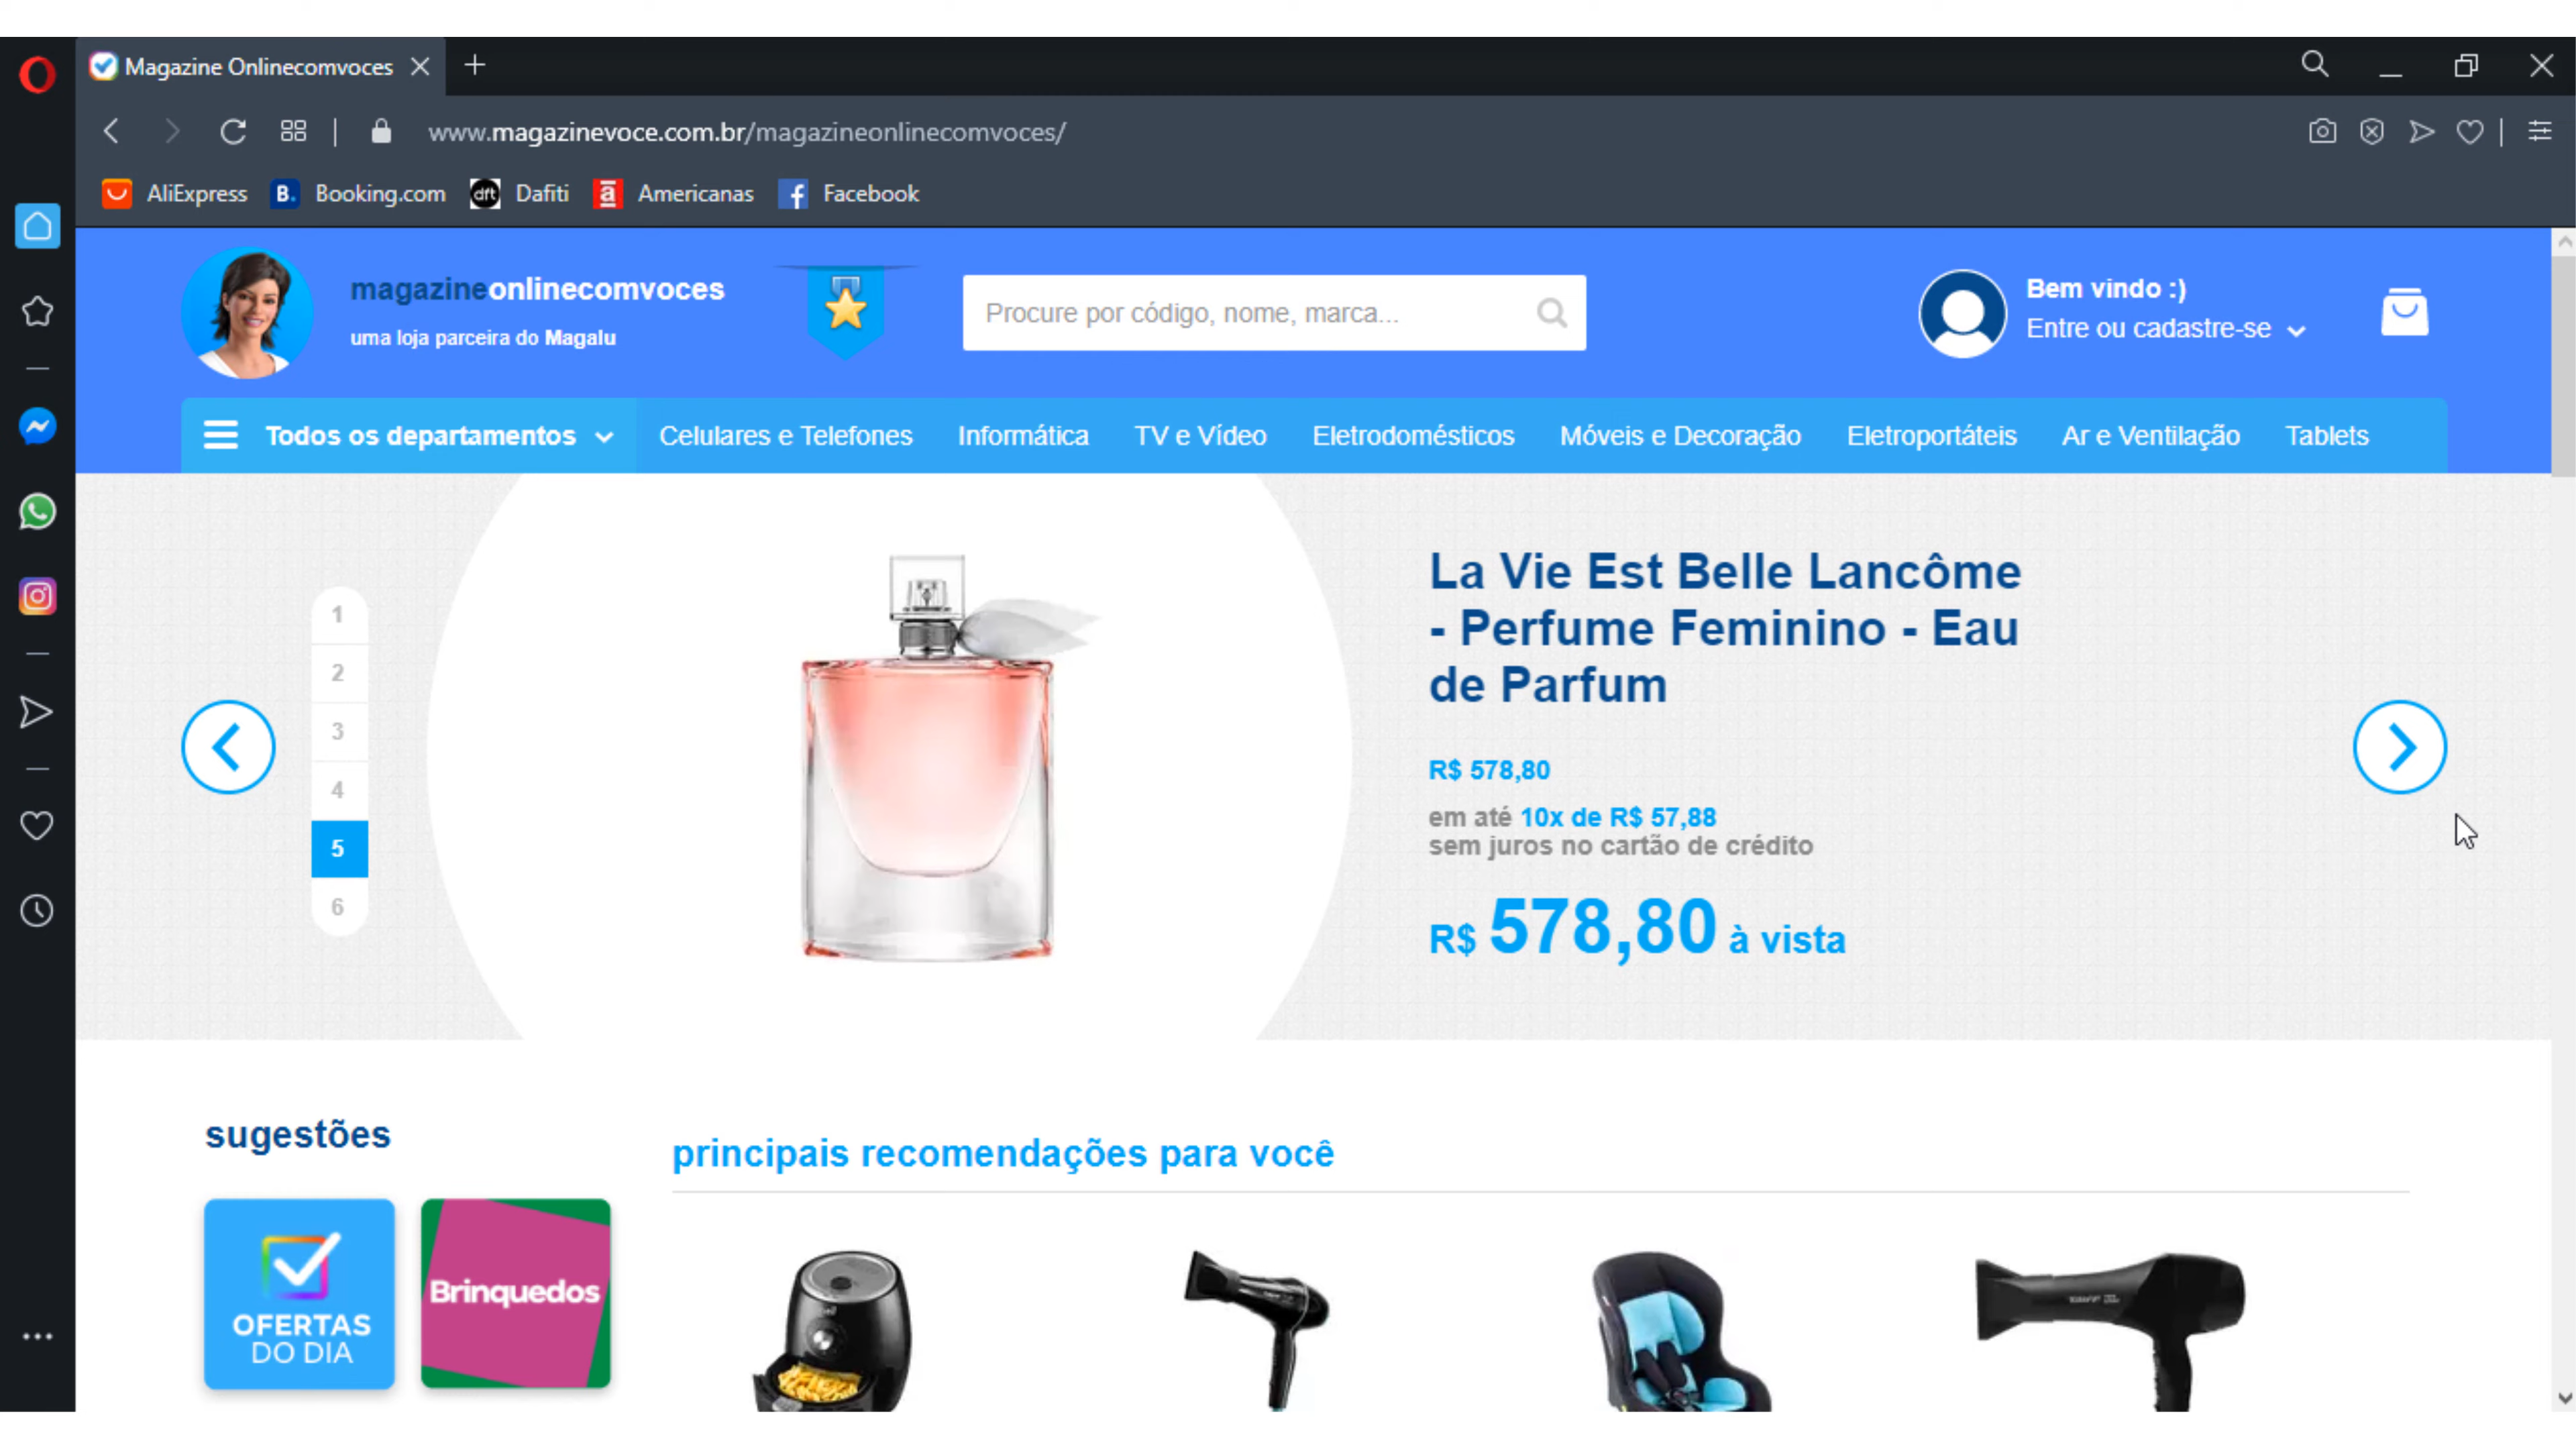 Magazine Onlinecomvoces
www.magazinevoce.com.br/magazineonlinecomvoces/
AliExpress B. Booking.com dft Dafiti a Americanas f Facebook
magazineonlinecomvoces
uma loja parceira do Magalu
Procure por código, nome, marca...
Bem vindo :)
Entre ou cadastre-se
Todos os departamentos Celulares e Telefones Informática TV e Vídeo Eletrodomésticos Móveis e Decoração Eletroportáteis Ar e Ventilação Tablets
1
2
3
4
5
6
La Vie Est Belle Lancôme
- Perfume Feminino - Eau
de Parfum
R$ 578,80
em até 10x de R$ 57,88
sem juros no cartão de crédito
R$ 578,80 à vista
sugestões
principais recomendações para você
OFERTAS
DO DIA
Brinquedos